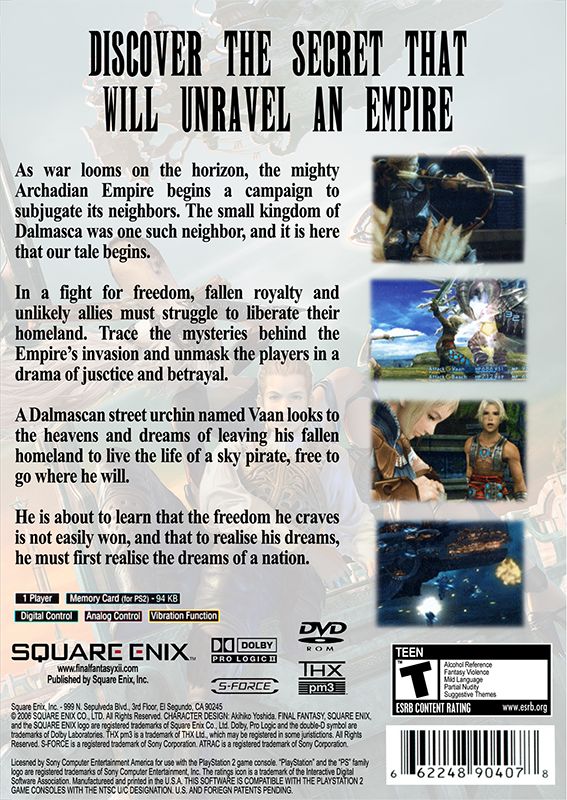 DISCOVER THE SECRET THAT
WILL UNRAVEL AN EMPIRE
As war looms on the horizon, the mighty
Archadian Empire begins a campaign to
subjugate its neighbors. The small kingdom of
Dalmasca was one such neighbor, and it is here
that our tale begins.
In a fight for freedom, fallen royalty and
unlikely allies must struggle to liberate their
homeland. Trace the mysteries behind the
Empire's invasion and unmask the players in a
drama of jusctice and betrayal.
A Dalmascan street urchin named Vaan looks to
the heavens and dreams of leaving his fallen
homeland to live the life of a sky pirate, free to
go where he will.
He is about to learn that the freedom he craves
is not easily won, and that to realise his dreams,
he must first realise the dreams of a nation.
1 Player
Memory Card (for PS2) - 94 KB
Digital Control
Analog Control
Vibration Function
SQUARE ENIX™
www.finalfantasyxii.com
Published by Square Enix, Inc.
DOLBY
PRO LOGIC II
S-FORCE
DVD
ROM
THX
pm3
TEEN
T
Alcohol Reference
Fantasy Violence
Mild Language
Partial Nudity
Suggestive Themes
ESRB CONTENT RATING
www.esrb.org
Square Enix, Inc. - 999 N. Sepulveda Blvd., 3rd Floor, El Segundo, CA 90245
© 2006 SQUARE ENIX CO., LTD. All Rights Reserved. CHARACTER DESIGN: Akihiko Yoshida. FINAL FANTASY, SQUARE ENIX,
and the SQUARE ENIX logo are registered trademarks of Square Enix Co., Ltd. Dolby, Pro Logic and the double-D symbol are
trademarks of Dolby Laboratories. THX pm3 is a trademark of THX Ltd., which may be registered in some juristictions. All Rights
Reserved. S-FORCE is a registered trademark of Sony Corporation. ATRAC is a registered trademark of Sony Corporation.
Licensed by Sony Computer Entertainment America for use with the PlayStation 2 game console. "PlayStation" and the "PS" family
logo are registered trademarks of Sony Computer Entertainment, Inc. The ratings icon is a trademark of the Interactive Digital
Software Association. Manufactured and printed in the U.S.A. THIS SOFTWARE IS COMPATIBLE WITH THE PLAYSTATION 2
GAME CONSOLES WITH THE NTSC U/C DESIGNATION. U.S. AND FORIEGN PATENTS PENDING.
6 62248 90407 8